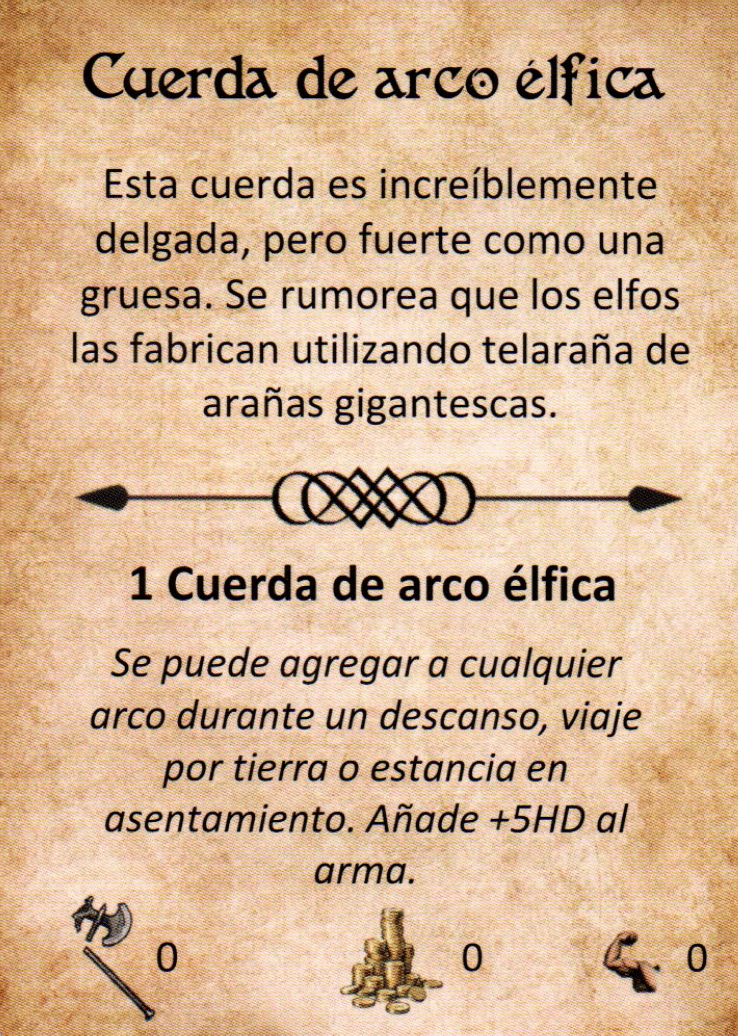 Cuerda de arco élfica
Esta cuerda es increíblemente
delgada, pero fuerte como una
gruesa. Se rumorea que los elfos
las fabrican utilizando telaraña de
arañas gigantescas.
1 Cuerda de arco élfica
Se puede agregar a cualquier
arco durante un descanso, viaje
por tierra o estancia en
asentamiento. Añade +5HD al
arma.
0 0 0